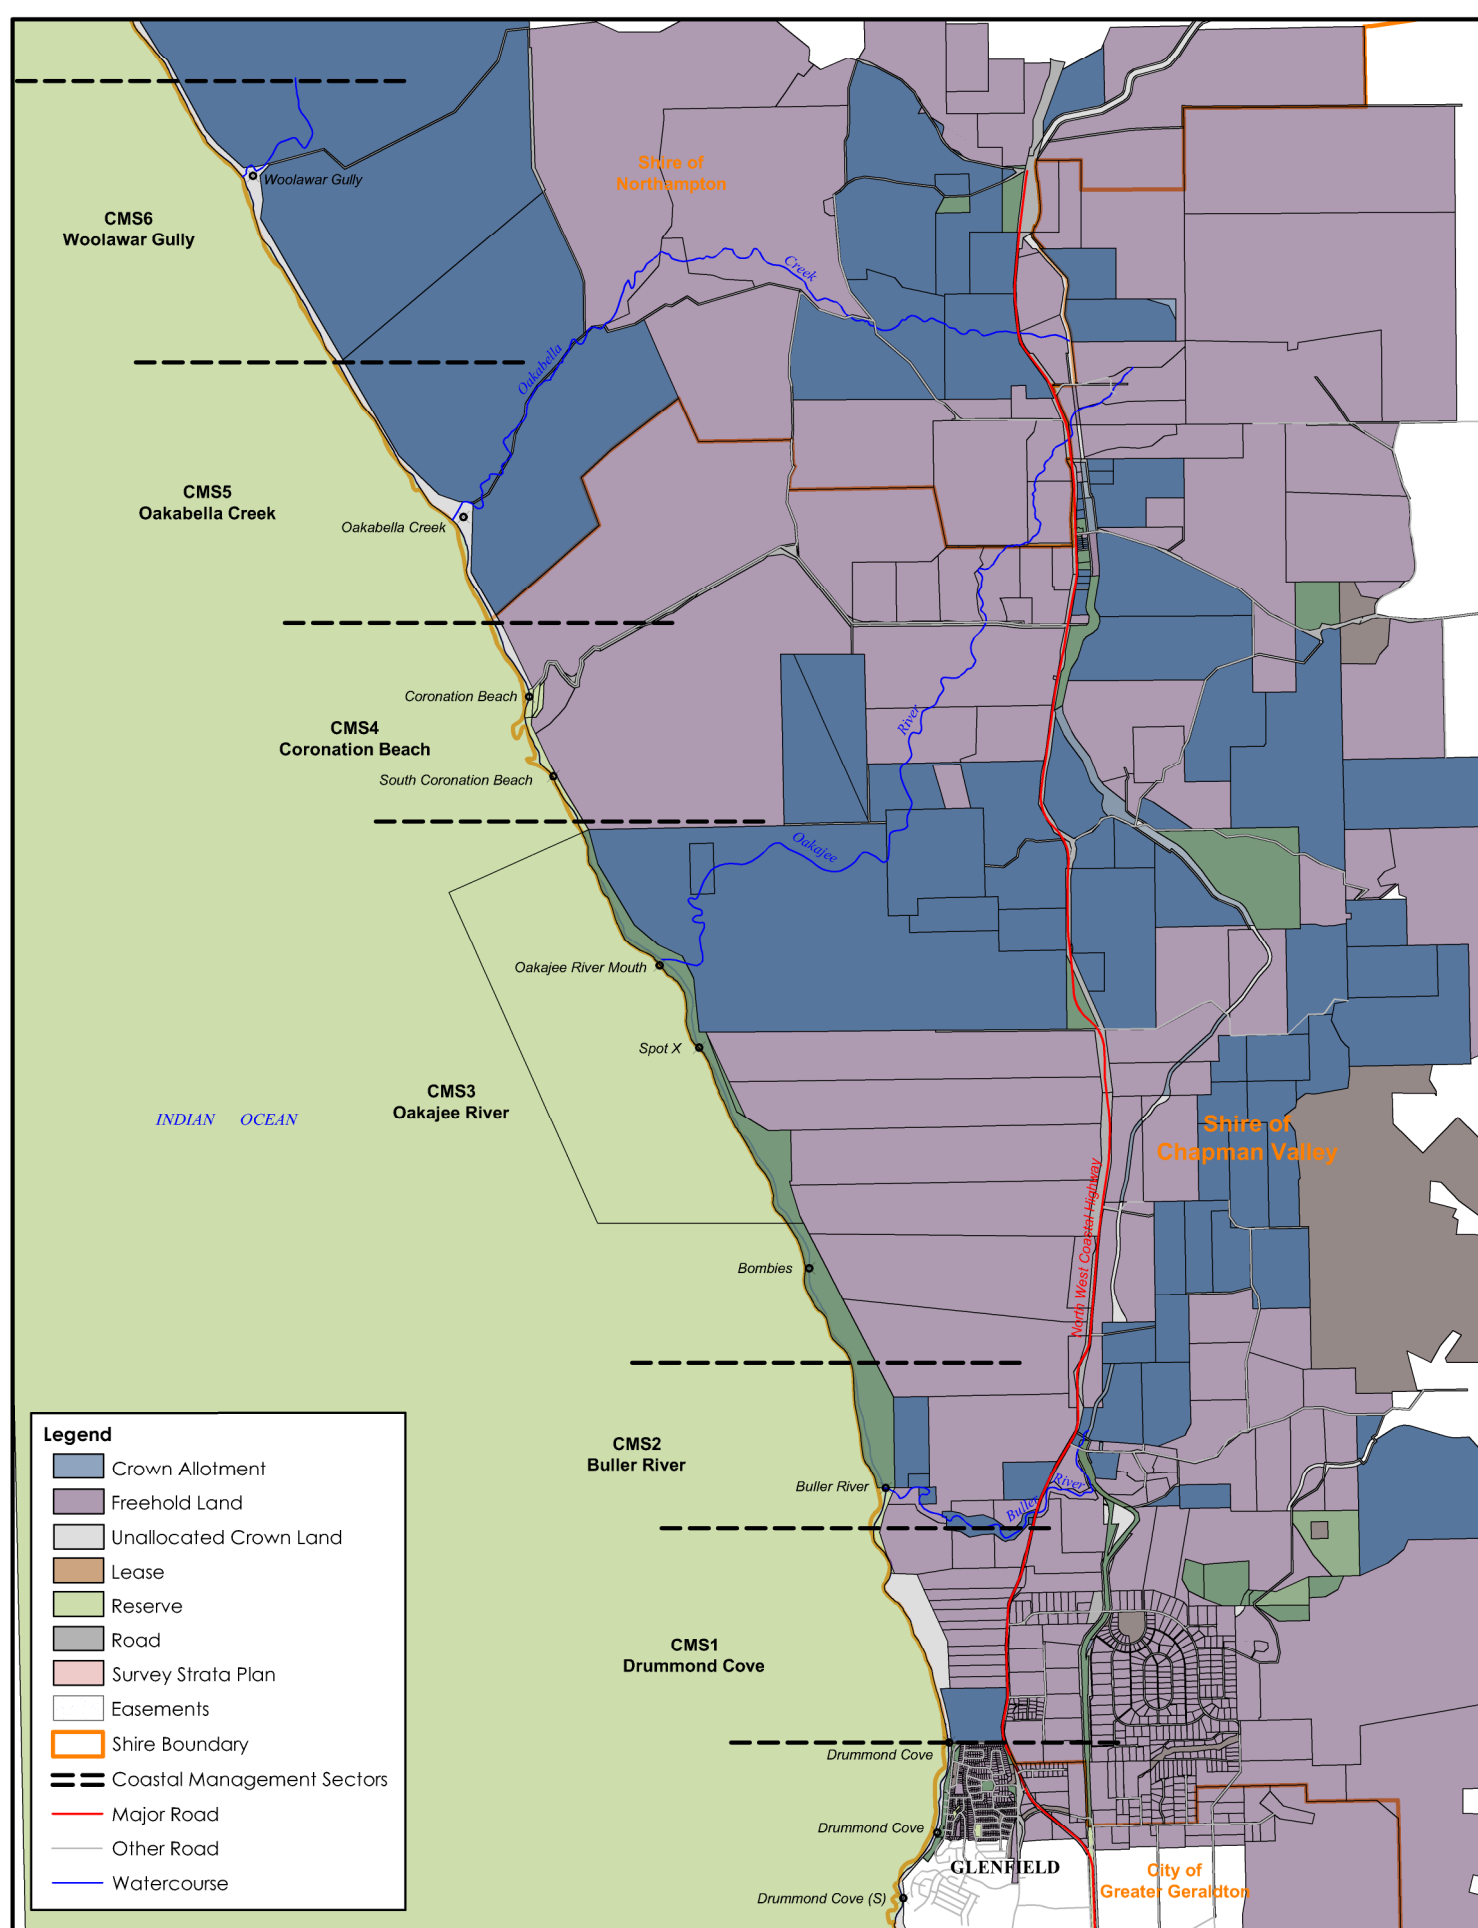 Shire of
Northampton
Woolawar Gully
CMS6
Woolawar Gully
Creek
Oakabella
CMS5
Oakabella Creek
Oakabella Creek
Coronation Beach
CMS4
Coronation Beach
River
South Coronation Beach
Oakajee
Oakajee River Mouth
Spot X
CMS3
Oakajee River
INDIAN OCEAN
Shire of
Chapman Valley
North West Coastal Highway
Bombies
CMS2
Buller River
Buller River
Buller
River
CMS1
Drummond Cove
Drummond Cove
Drummond Cove
GLENFIELD
City of
Greater Geraldton
Drummond Cove (S)
Legend
Crown Allotment
Freehold Land
Unallocated Crown Land
Lease
Reserve
Road
Survey Strata Plan
Easements
Shire Boundary
Coastal Management Sectors
Major Road
Other Road
Watercourse